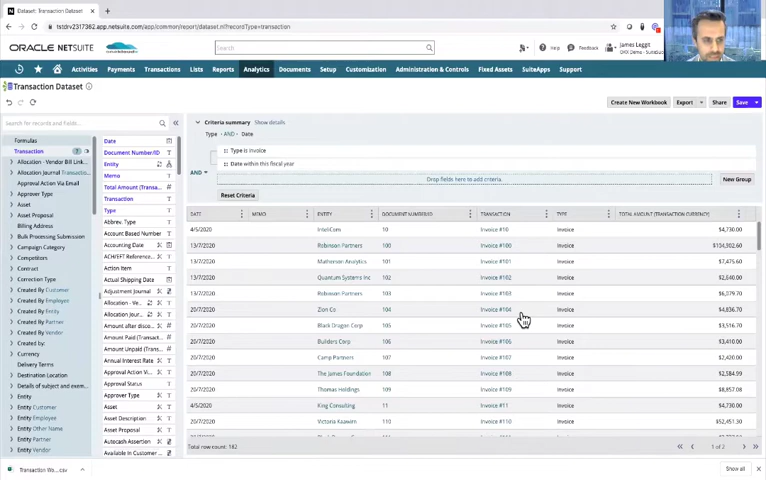 Dataset: Transaction Dataset
tstdrv2317362.app.netsuite.com/app/common/report/dataset.nl?recordType=transaction
ORACLE NETSUITE
Search
Help
Feedback
James Leggit
Activities
Payments
Transactions
Lists
Reports
Analytics
Documents
Setup
Customization
Administration & Controls
Fixed Assets
SuiteApps
Support
Transaction Dataset
Create New Workbook
Export
Share
Save
Search for records and fields...
Formulas
Transaction
Allocation - Vendor Bill Link...
Allocation Journal Transactio...
Approval Action Via Email
Approver Type
Asset
Asset Proposal
Billing Address
Bulk Processing Submission
Campaign Category
Competitors
Contract
Correction Type
Created By Customer
Created By Employee
Created By Entity
Created By Partner
Created By Vendor
Created by:
Currency
Delivery Terms
Destination Location
Details of subject and exem...
Entity
Entity Customer
Entity Employee
Entity Other Name
Entity Partner
Entity Vendor
Date
Document Number/ID
Entity
Memo
Total Amount (Transa...
Transaction
Type
Abbrev. Type
Account Based Number
Accounting Date
ACH/EFT Reference...
Action Item
Actual Shipping Date
Adjustment Journal
Allocation - Ve...
Allocation Jour...
Amount after disco...
Amount Paid (Transact...
Amount Unpaid (Trans...
Annual Interest Rate
Approval Action Vi...
Approval Status
Approver Type
Asset
Asset Description
Asset Proposal
Autocash Assertion
Available In Customer ...
Criteria summary Show details
Type - AND - Date
AND
Type is Invoice
Date within this fiscal year
Drop fields here to add criteria.
New Group
Reset Criteria
DATE MEMO ENTITY DOCUMENT NUMBER/ID TRANSACTION TYPE TOTAL AMOUNT (TRANSACTION CURRENCY)
4/5/2020 InteliCom 10 Invoice #10 Invoice $4,730.00
13/7/2020 Robinson Partners 100 Invoice #100 Invoice $104,902.60
13/7/2020 Matherson Analytics 101 Invoice #101 Invoice $7,475.60
13/7/2020 Quantum Systems Inc 102 Invoice #102 Invoice $2,640.00
13/7/2020 Robinson Partners 103 Invoice #103 Invoice $6,079.70
20/7/2020 Zion Co 104 Invoice #104 Invoice $4,836.70
20/7/2020 Black Dragon Corp 105 Invoice #105 Invoice $3,516.70
20/7/2020 Builders Corp 106 Invoice #106 Invoice $3,410.00
20/7/2020 Camp Partners 107 Invoice #107 Invoice $2,420.00
20/7/2020 The James Foundation 108 Invoice #108 Invoice $2,584.99
20/7/2020 Thomas Holdings 109 Invoice #109 Invoice $8,857.08
4/5/2020 King Consulting 11 Invoice #11 Invoice $4,730.00
20/7/2020 Victoria Kaawirn 110 Invoice #110 Invoice $52,451.30
Total row count: 182
1 of 2
Transaction Wo....csv
Show all